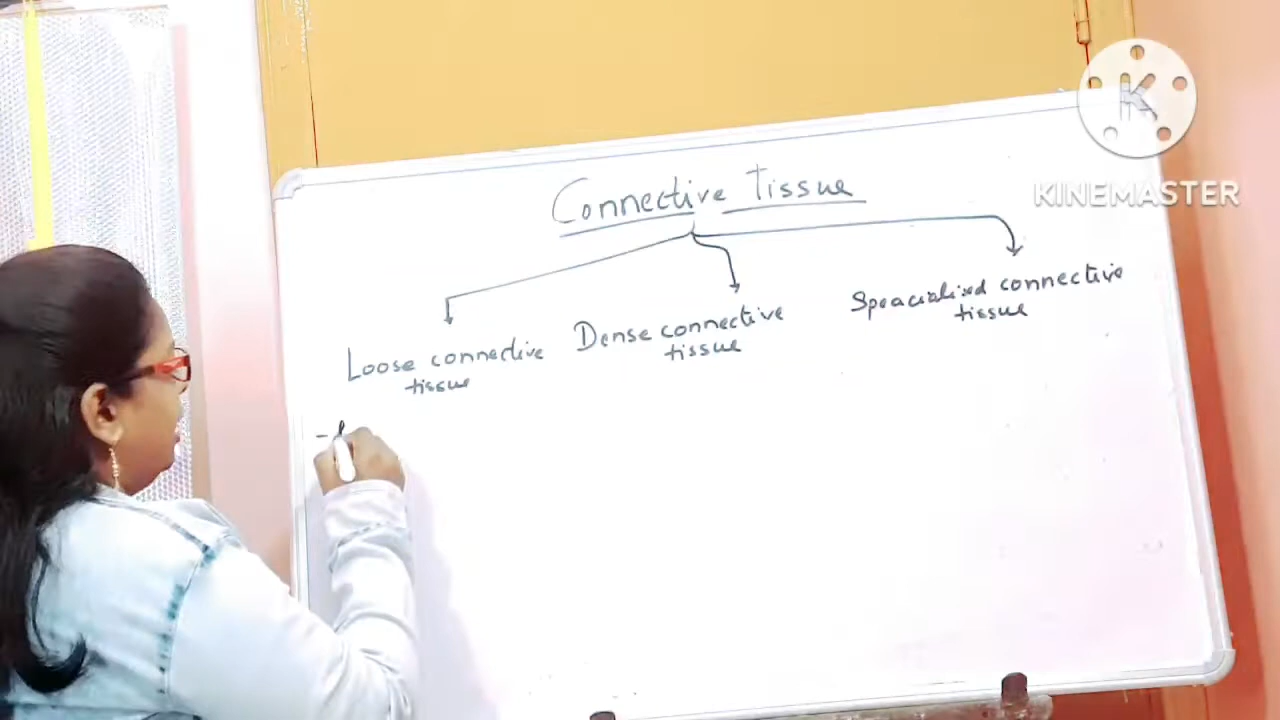 K
KINEMASTER
Connective Tissue
Loose connective
tissue
Dense connective
tissue
Speacialised connective
tissue
-